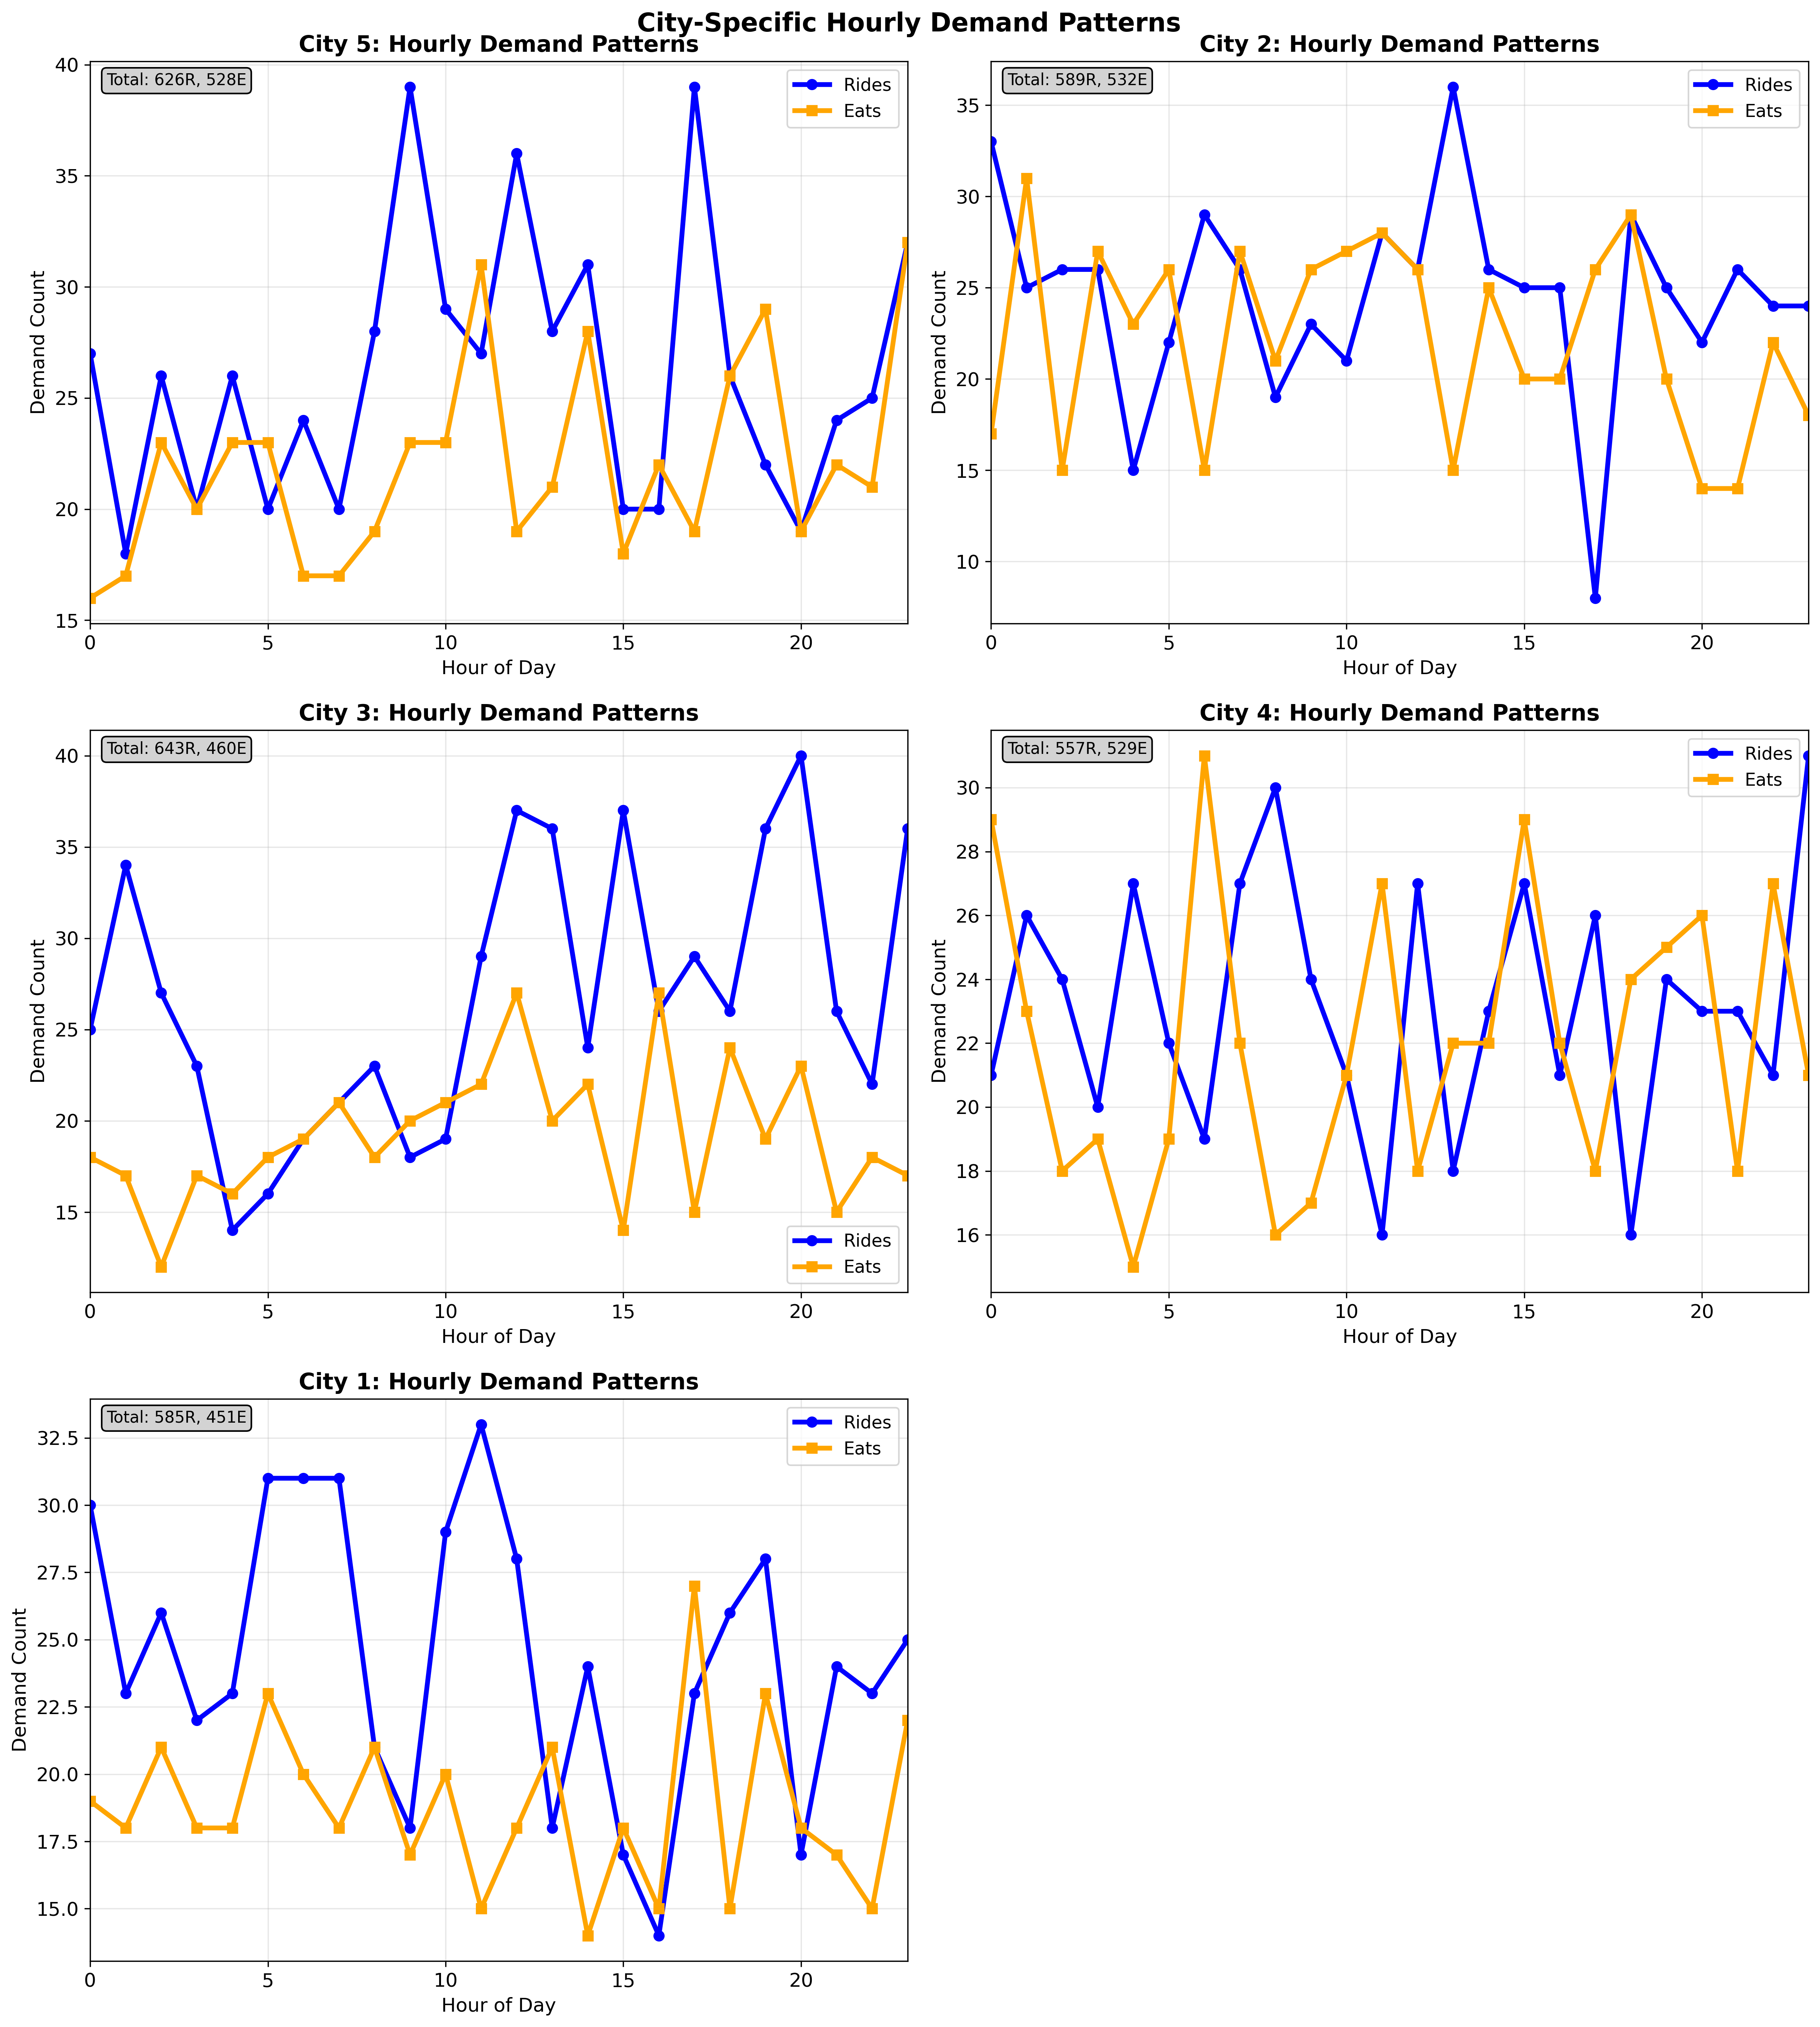 City-Specific Hourly Demand Patterns
City 5: Hourly Demand Patterns
Total: 626R, 528E
Rides
Eats
40
35
30
25
20
15
Demand Count
0 5 10 15 20
Hour of Day
City 2: Hourly Demand Patterns
Total: 589R, 532E
Rides
Eats
35
30
25
20
15
10
Demand Count
0 5 10 15 20
Hour of Day
City 3: Hourly Demand Patterns
Total: 643R, 460E
40
35
30
25
20
15
Demand Count
Rides
Eats
0 5 10 15 20
Hour of Day
City 4: Hourly Demand Patterns
Total: 557R, 529E
Rides
Eats
30
28
26
24
22
20
18
16
Demand Count
0 5 10 15 20
Hour of Day
City 1: Hourly Demand Patterns
Total: 585R, 451E
Rides
Eats
32.5
30.0
27.5
25.0
22.5
20.0
17.5
15.0
Demand Count
0 5 10 15 20
Hour of Day